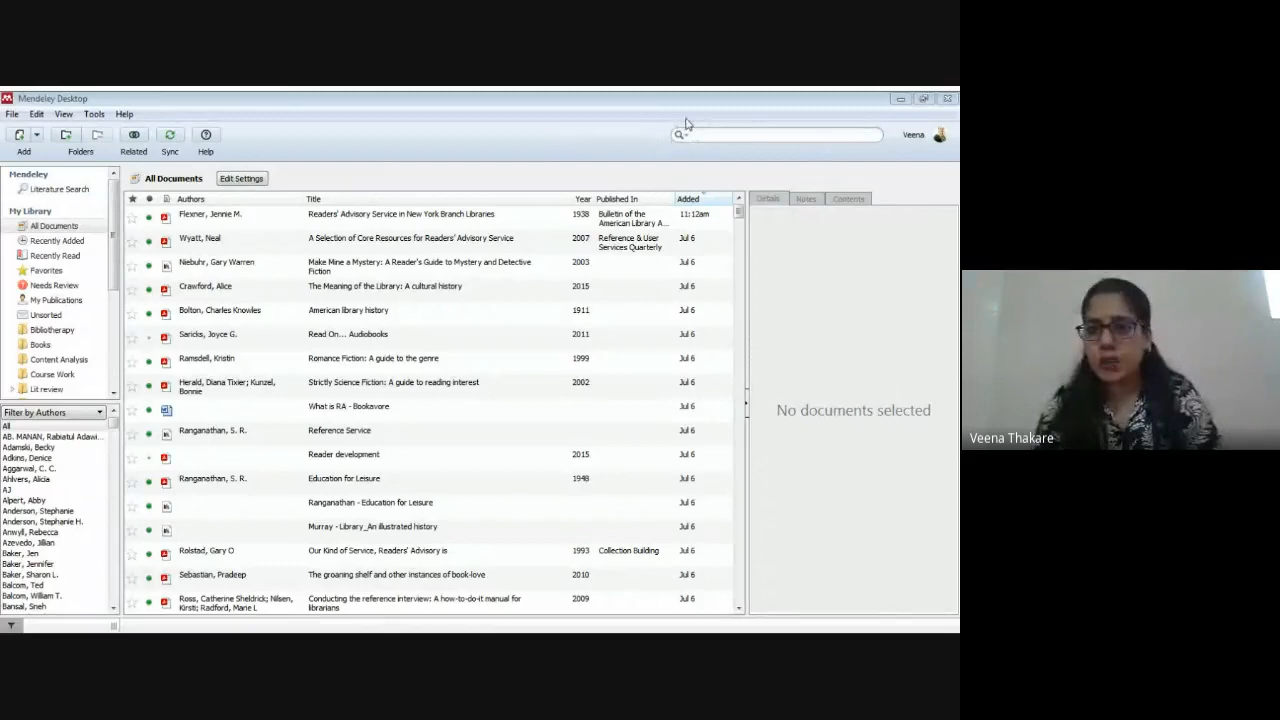 Mendeley Desktop
File Edit View Tools Help
Add Folders Related Sync Help
Veena
Mendeley
Literature Search
My Library
All Documents
Recently Added
Recently Read
Favorites
Needs Review
My Publications
Unsorted
Bibliotherapy
Books
Content Analysis
Course Work
Lit review
Filter by Authors
All
AB. MANAN, Rabiatul Adawi...
Adamski, Becky
Adkins, Denice
Aggarwal, C. C.
Ahlvers, Alicia
AJ
Alpert, Abby
Anderson, Stephanie
Anderson, Stephanie H.
Anwyll, Rebecca
Azevedo, Jillian
Baker, Jen
Baker, Jennifer
Baker, Sharon L.
Balcom, Ted
Balcom, William T.
Bansal, Sneh
All Documents Edit Settings
Authors Title Year Published In Added
Flexner, Jennie M. Readers' Advisory Service in New York Branch Libraries 1938 Bulletin of the 11:12am
American Library A...
Wyatt, Neal A Selection of Core Resources for Readers' Advisory Service 2007 Reference & User Jul 6
Services Quarterly
Niebuhr, Gary Warren Make Mine a Mystery: A Reader's Guide to Mystery and Detective 2003 Jul 6
Fiction
Crawford, Alice The Meaning of the Library: A cultural history 2015 Jul 6
Bolton, Charles Knowles American library history 1911 Jul 6
Saricks, Joyce G. Read On... Audiobooks 2011 Jul 6
Ramsdell, Kristin Romance Fiction: A guide to the genre 1999 Jul 6
Herald, Diana Tixier; Kunzel, Strictly Science Fiction: A guide to reading interest 2002 Jul 6
Bonnie
What is RA - Bookavore Jul 6
Ranganathan, S. R. Reference Service Jul 6
Reader development 2015 Jul 6
Ranganathan, S. R. Education for Leisure 1948 Jul 6
Ranganathan - Education for Leisure Jul 6
Murray - Library_An illustrated history Jul 6
Rolstad, Gary O Our Kind of Service, Readers' Advisory is 1993 Collection Building Jul 6
Sebastian, Pradeep The groaning shelf and other instances of book-love 2010 Jul 6
Ross, Catherine Sheldrick; Nilsen, Conducting the reference interview: A how-to-do-it manual for 2009 Jul 6
Kirsti; Radford, Marie L librarians
Details Notes Contents
No documents selected
Veena Thakare